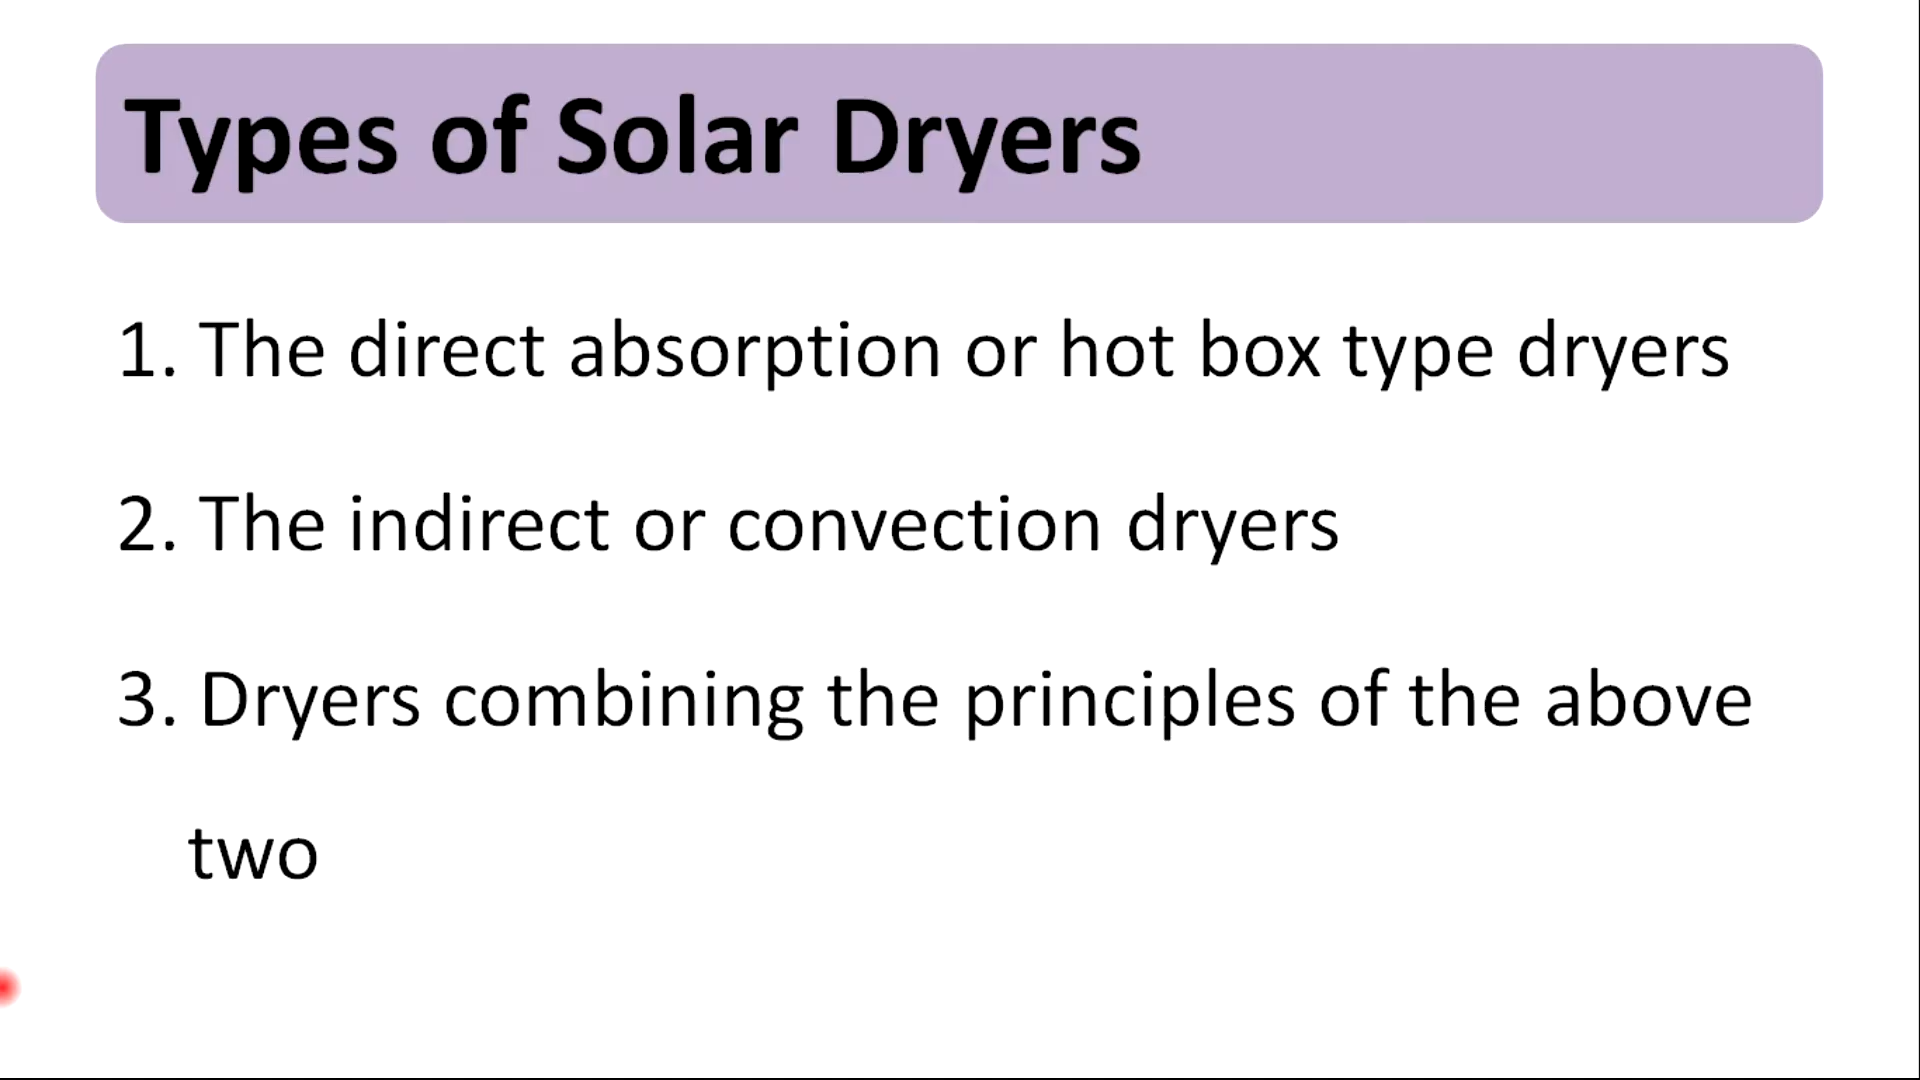 Types of Solar Dryers
1. The direct absorption or hot box type dryers
2. The indirect or convection dryers
3. Dryers combining the principles of the above
two